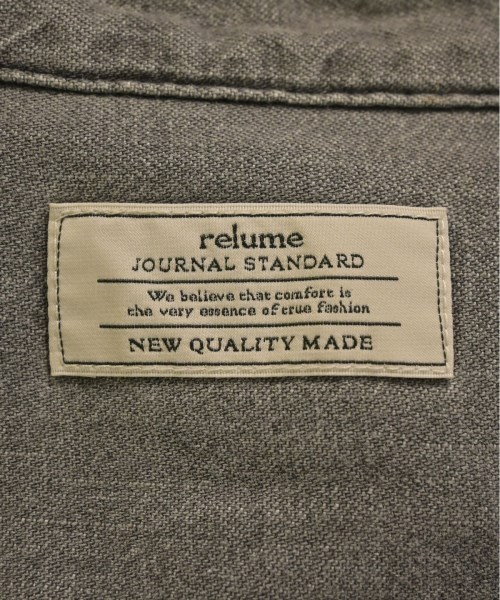 relume
JOURNAL STANDARD
We believe that comfort is
the very essence of true fashion
NEW QUALITY MADE